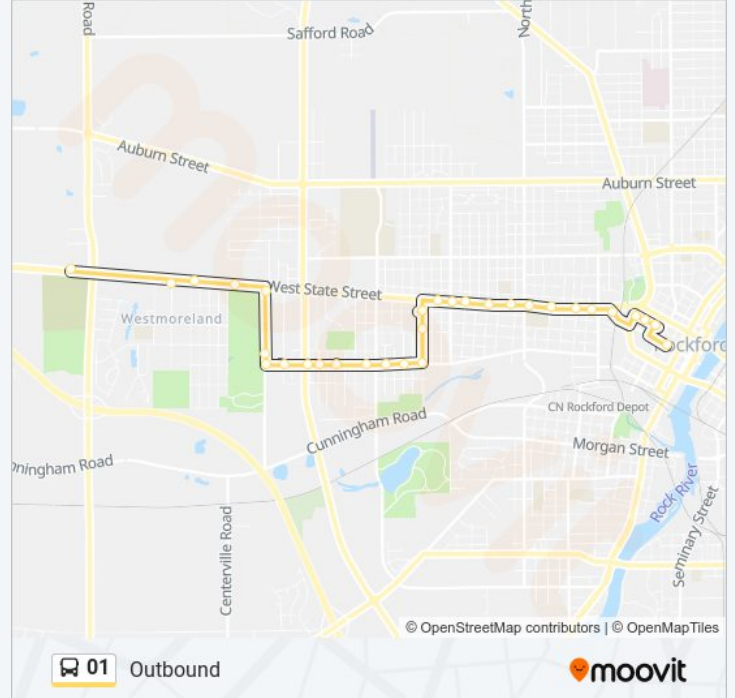 Road
Safford Road
North
Auburn Street
Auburn Street
West State Street
Westmoreland
Rockford
CN Rockford Depot
Cunningham Road
Morgan Street
nningham Road
Rock River
Seminary Street
Centerville Road
© OpenStreetMap contributors | © OpenMapTiles
01 Outbound
moovit